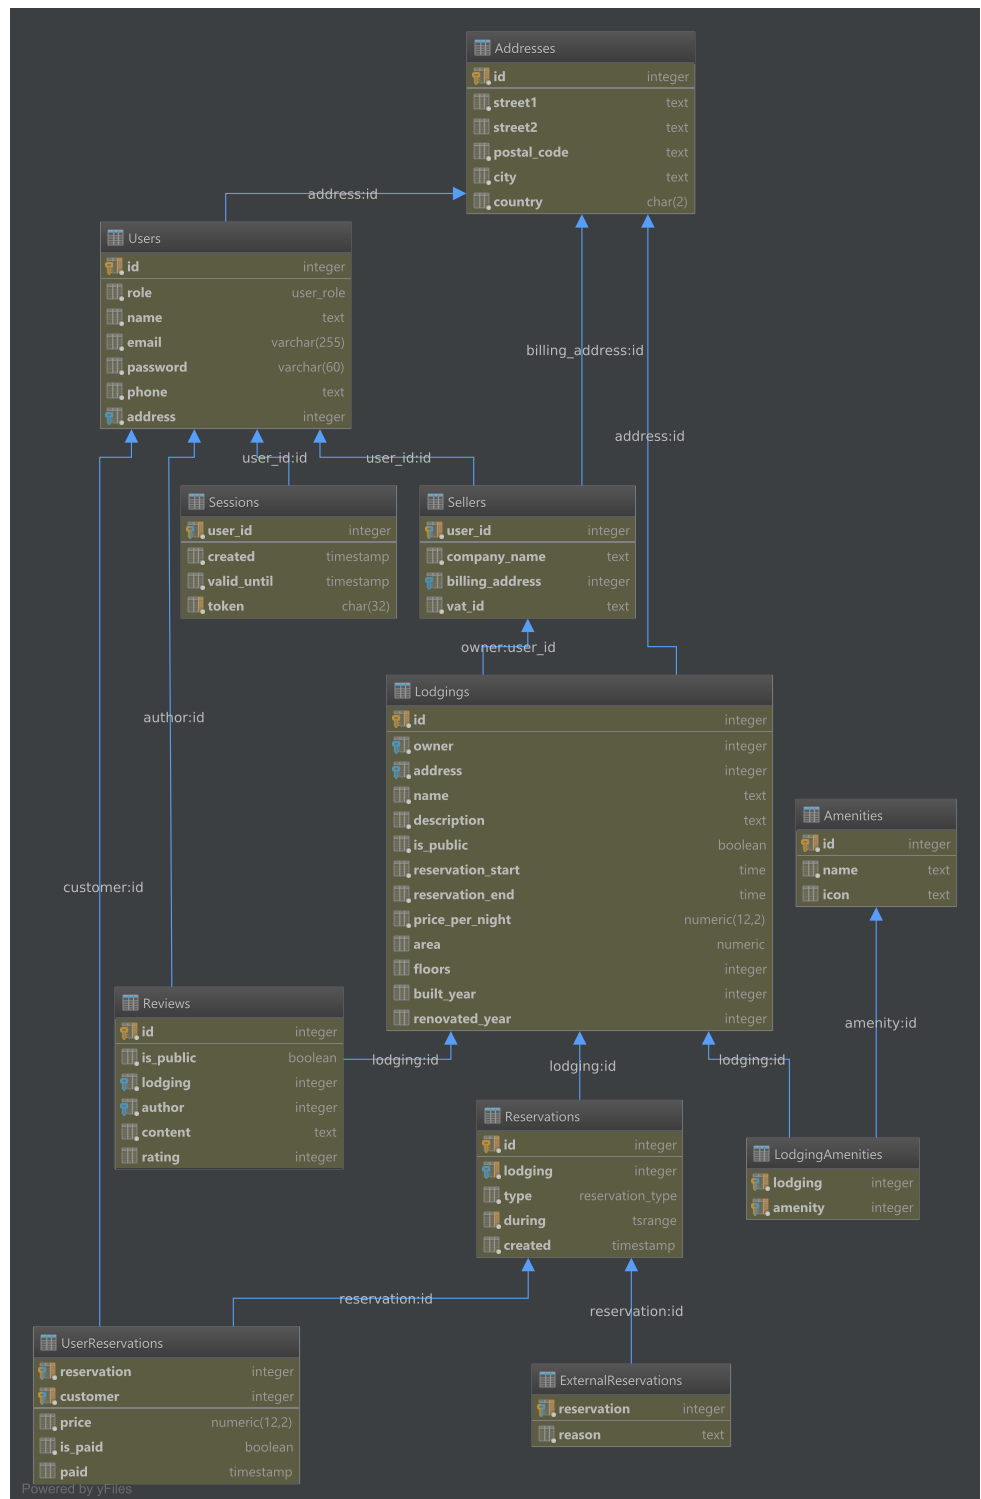 Addresses
id integer
street1 text
street2 text
postal_code text
city text
country char(2)
address:id
Users
id integer
role user_role
name text
email varchar(255)
password varchar(60)
phone text
address integer
billing_address:id
address:id
user_id:id
user_id:id
Sessions
user_id integer
created timestamp
valid_until timestamp
token char(32)
Sellers
user_id integer
company_name text
billing_address integer
vat_id text
owner:user_id
Lodgings
id integer
owner integer
address integer
name text
description text
is_public boolean
reservation_start time
reservation_end time
price_per_night numeric(12,2)
area numeric
floors integer
built_year integer
renovated_year integer
author:id
customer:id
Amenities
id integer
name text
icon text
amenity:id
Reviews
id integer
is_public boolean
lodging integer
author integer
content text
rating integer
lodging:id
lodging:id
lodging:id
Reservations
id integer
lodging integer
type reservation_type
during tsrange
created timestamp
LodgingAmenities
lodging integer
amenity integer
reservation:id
reservation:id
UserReservations
reservation integer
customer integer
price numeric(12,2)
is_paid boolean
paid timestamp
ExternalReservations
reservation integer
reason text
Powered by yFiles